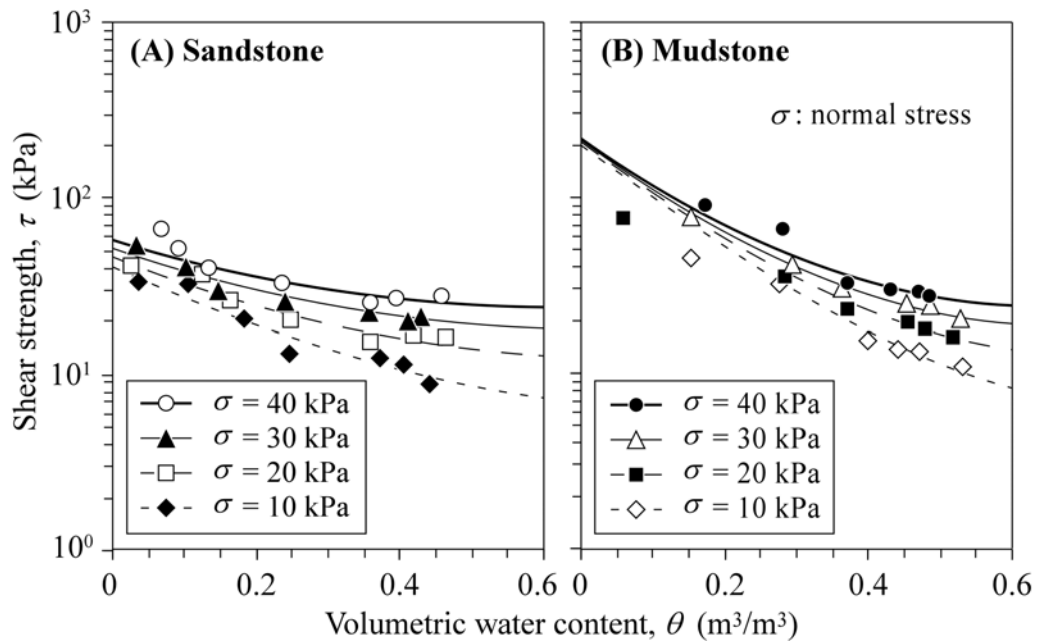 (A) Sandstone
(B) Mudstone
σ : normal stress
Shear strength, τ (kPa)
10³
10²
10¹
10⁰
σ = 40 kPa
σ = 30 kPa
σ = 20 kPa
σ = 10 kPa
σ = 40 kPa
σ = 30 kPa
σ = 20 kPa
σ = 10 kPa
0 0.2 0.4 0.6
0 0.2 0.4 0.6
Volumetric water content, θ (m³/m³)